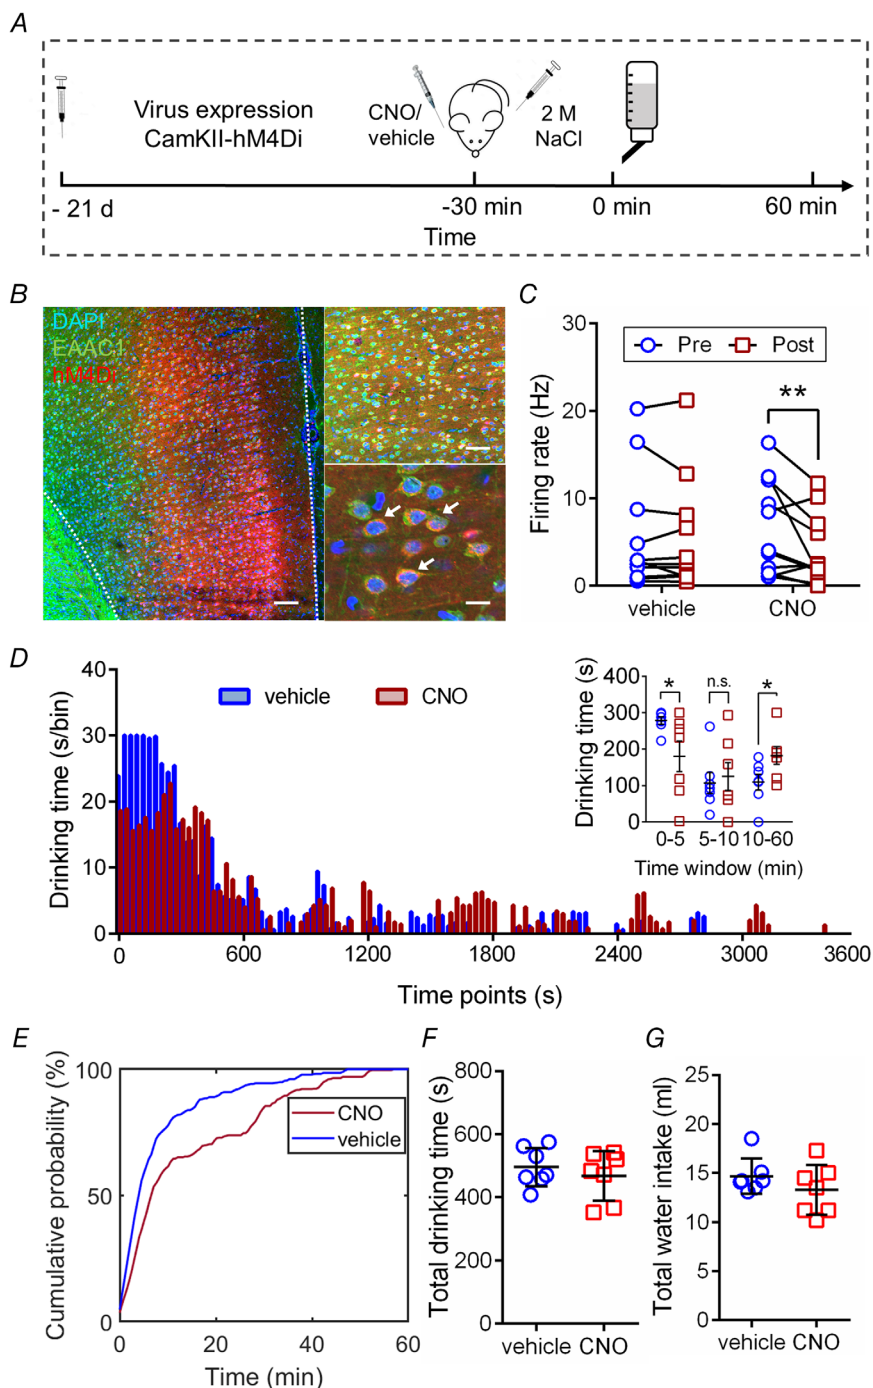 A
Virus expression
CamKII-hM4Di
CNO/
vehicle
2 M
NaCl
- 21 d
-30 min
0 min
60 min
Time
B
DAPI
EAAC1
hM4Di
C
Firing rate (Hz)
30
20
10
0
Pre
Post
**
vehicle
CNO
D
Drinking time (s/bin)
40
30
20
10
0
vehicle
CNO
0
600
1200
1800
2400
3000
3600
Time points (s)
Drinking time (s)
400
300
200
100
0
*
n.s.
*
0-5
5-10
10-60
Time window (min)
E
Cumulative probability (%)
100
50
0
CNO
vehicle
0
20
40
60
Time (min)
F
Total drinking time (s)
800
600
400
200
0
vehicle
CNO
G
Total water intake (ml)
25
20
15
10
5
0
vehicle
CNO